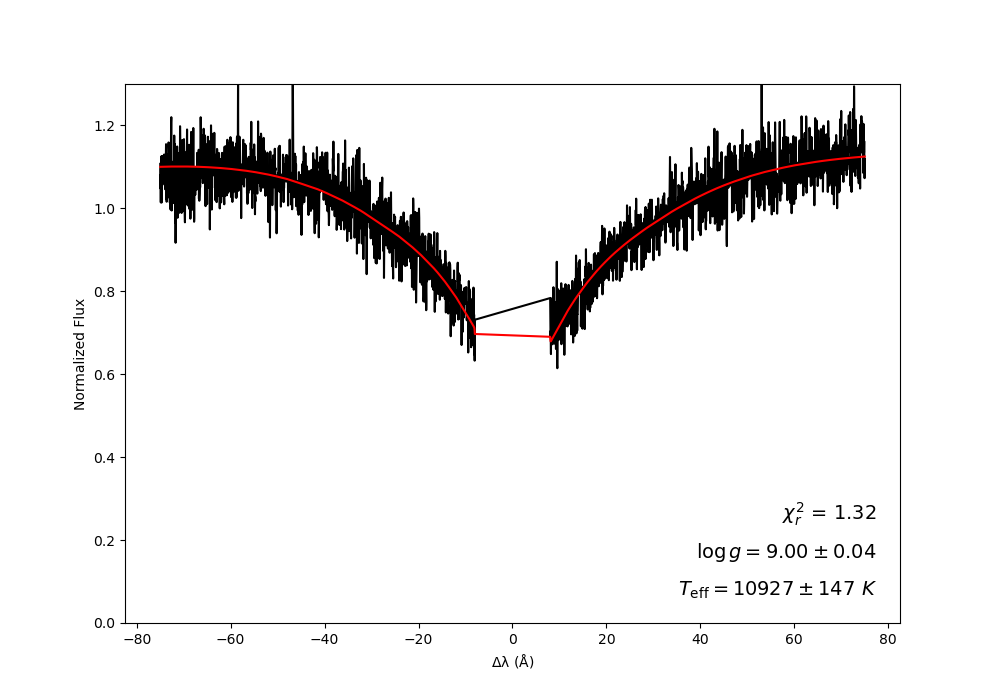 1.2
1.0
0.8
0.6
0.4
0.2
0.0
Normalized Flux
χ²ᵣ = 1.32
log g = 9.00 ± 0.04
T_eff = 10927 ± 147 K
−80 −60 −40 −20 0 20 40 60 80
Δλ (Å)